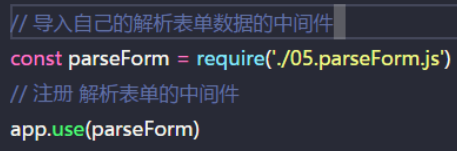 // 导入自己的解析表单数据的中间件
const parseForm = require('./05.parseForm.js')
// 注册 解析表单的中间件
app.use(parseForm)